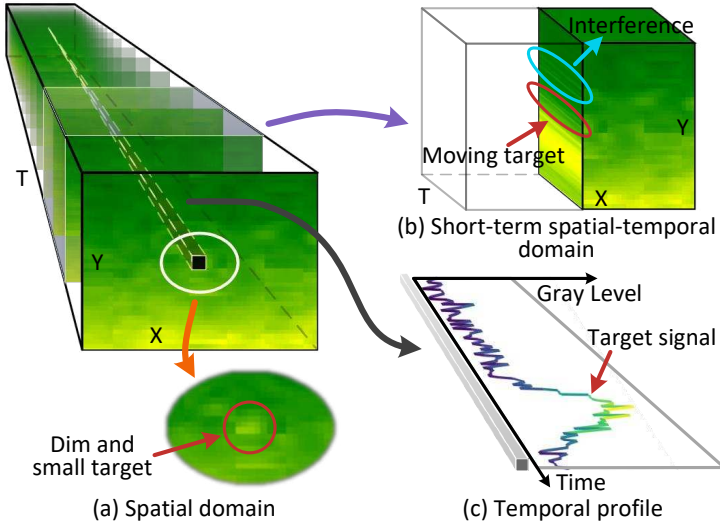 T
Y
X
Dim and
small target
(a) Spatial domain
Interference
Y
Moving target
T
X
(b) Short-term spatial-temporal
domain
Gray Level
Target signal
Time
(c) Temporal profile